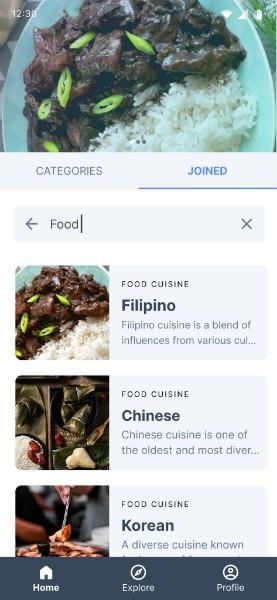 12:30
CATEGORIES JOINED
Food
FOOD CUISINE
Filipino
Filipino cuisine is a blend of
influences from various cul...
FOOD CUISINE
Chinese
Chinese cuisine is one of
the oldest and most diver...
FOOD CUISINE
Korean
A diverse cuisine known
Home Explore Profile